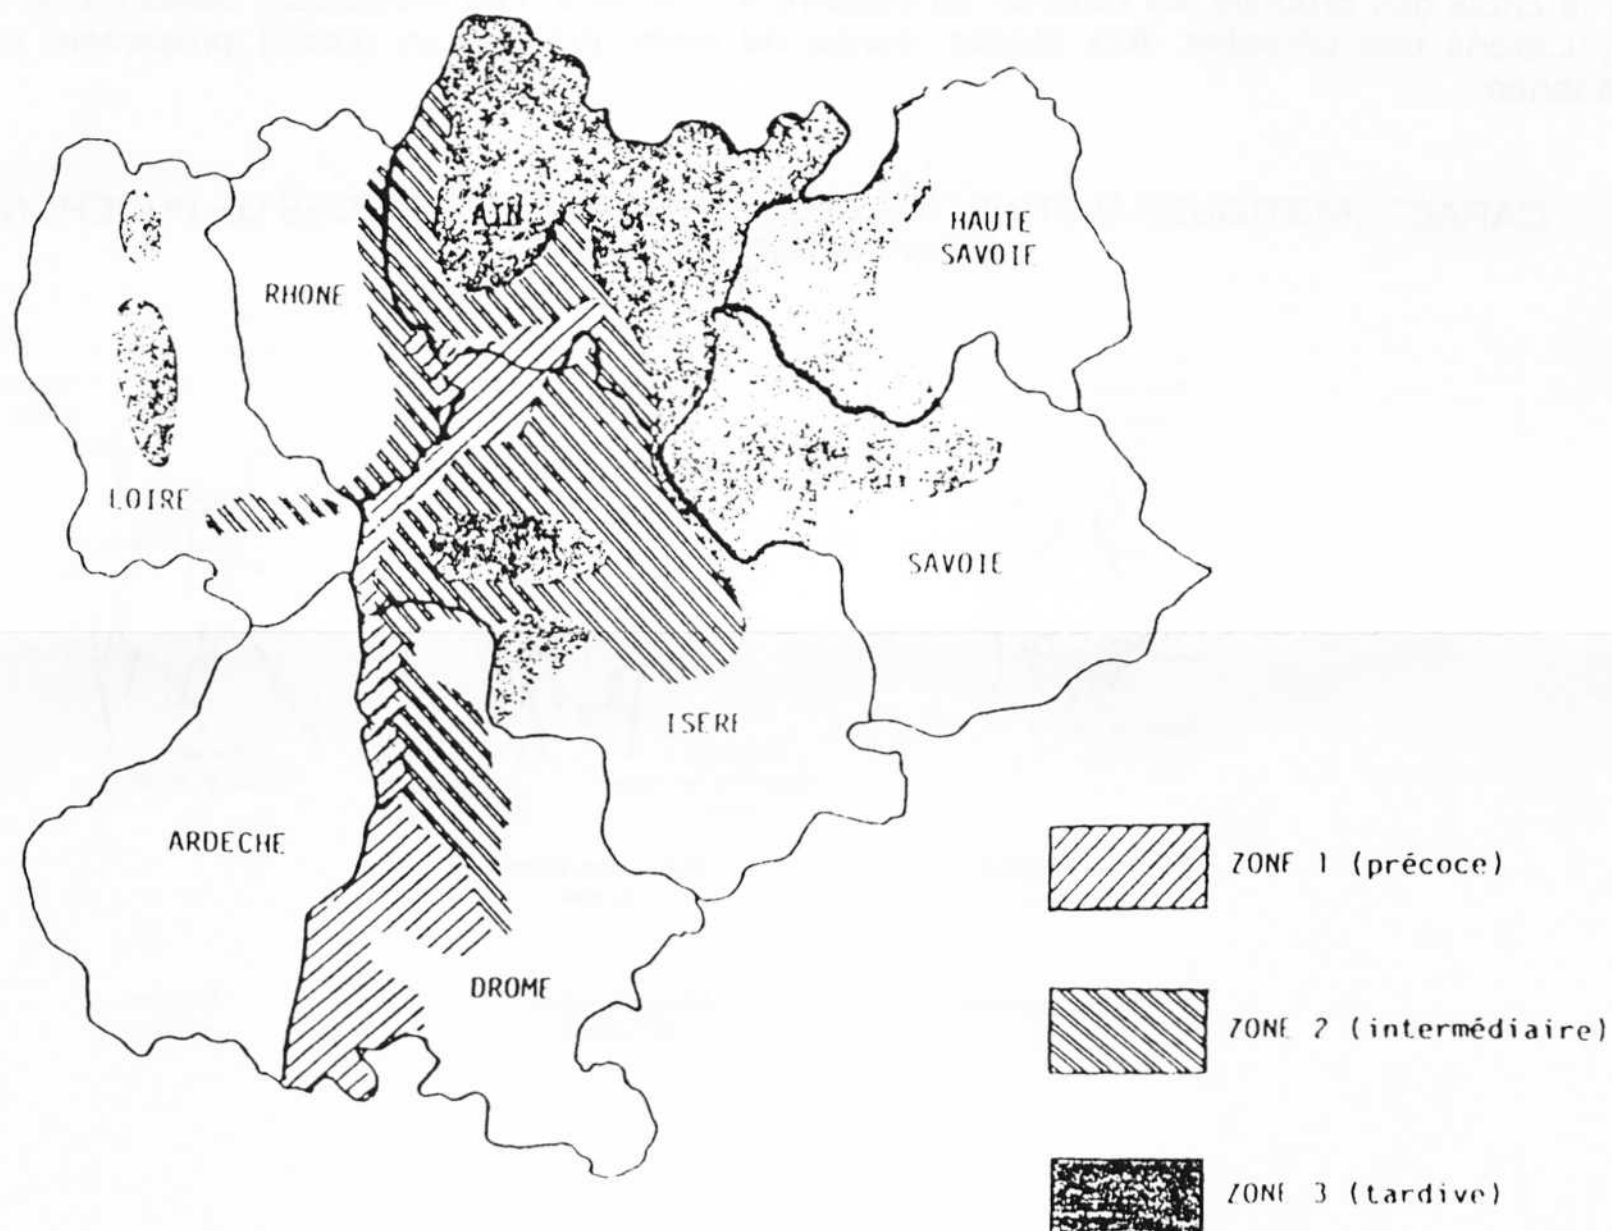 AIN
HAUTE
SAVOIE
RHONE
LOIRE
SAVOIE
ISERE
ARDECHE
DROME
ZONE 1 (précoce)
ZONE 2 (intermédiaire)
ZONE 3 (tardive)